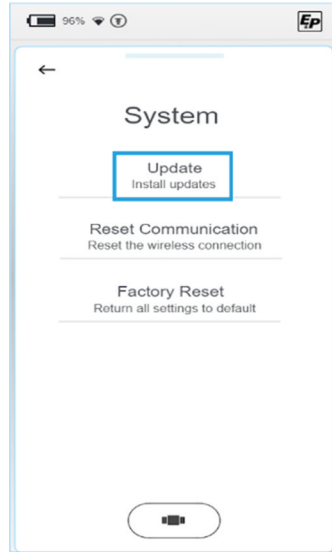 96%
EP
System
Update
Install updates
Reset Communication
Reset the wireless connection
Factory Reset
Return all settings to default